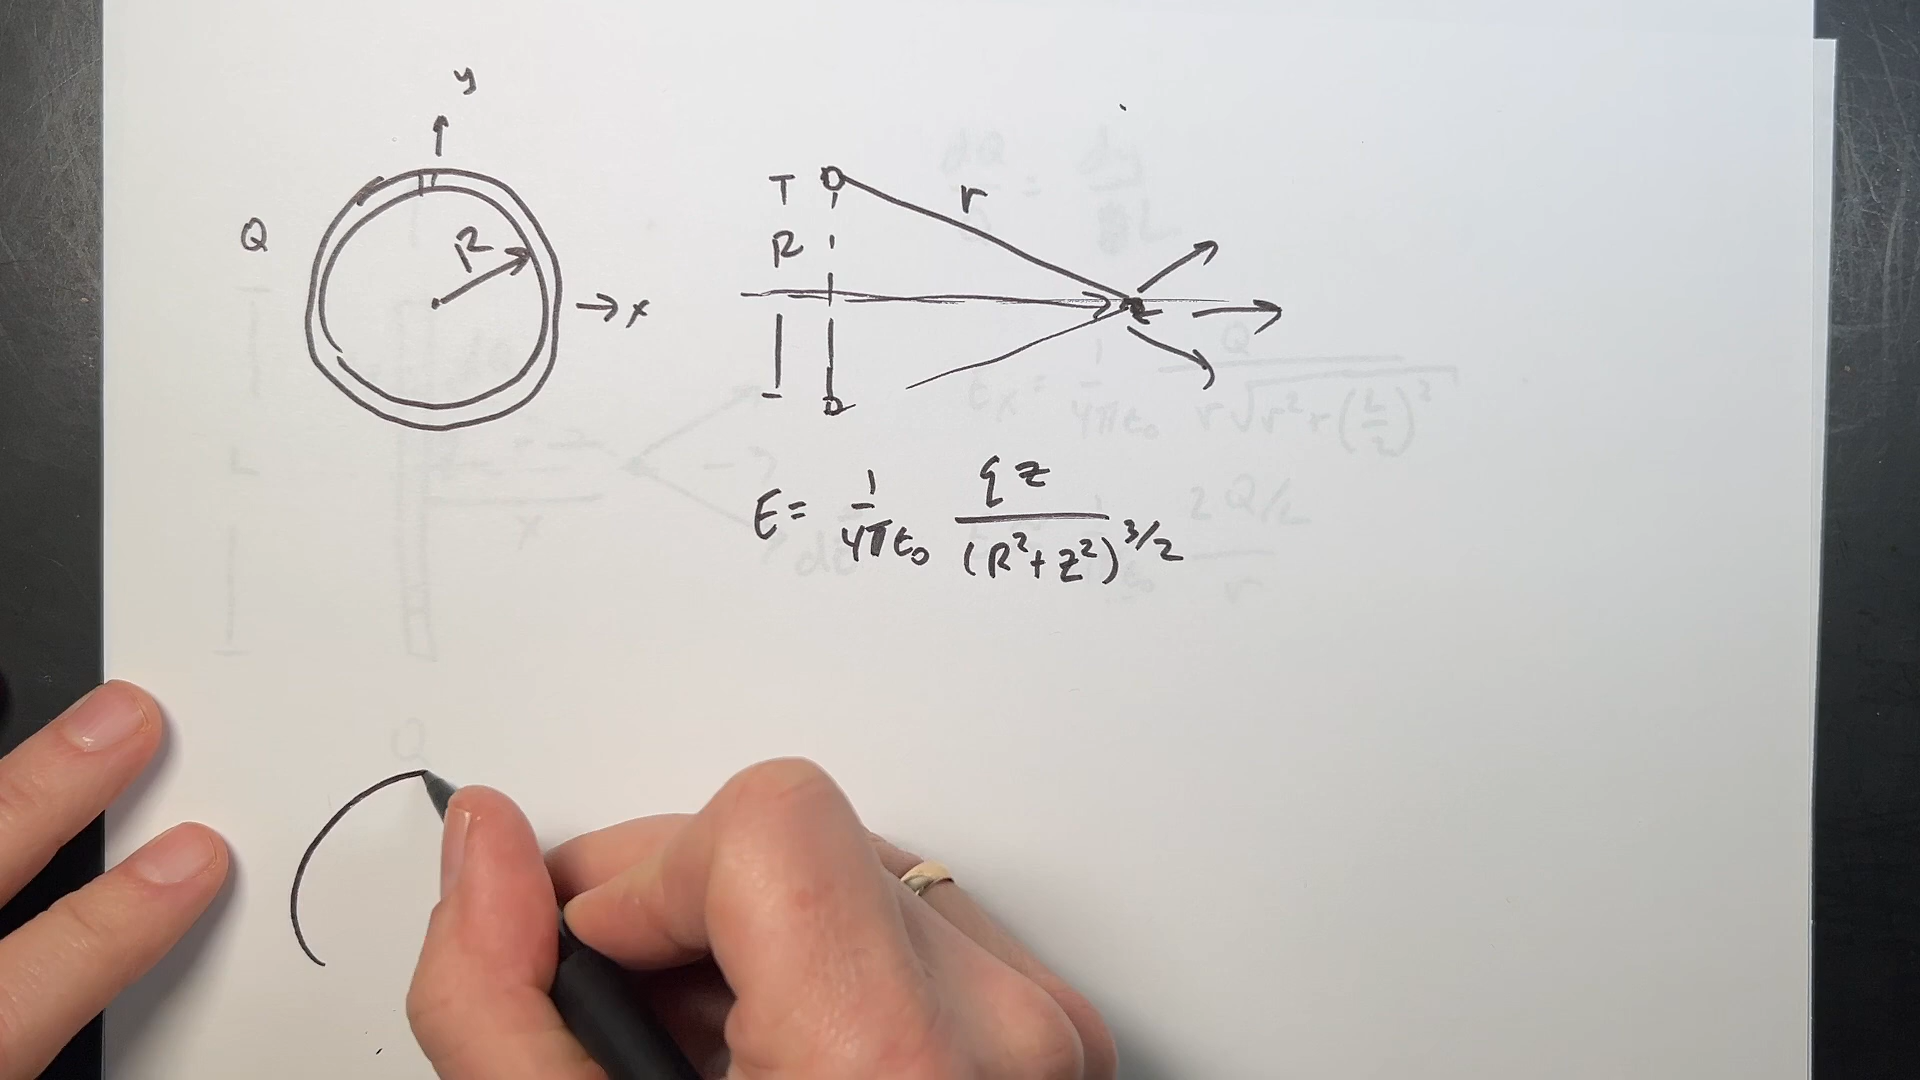 y
Q
R
→ x
T
R
r
z
E = 1/4πε₀ qz/(R²+z²)^3/2